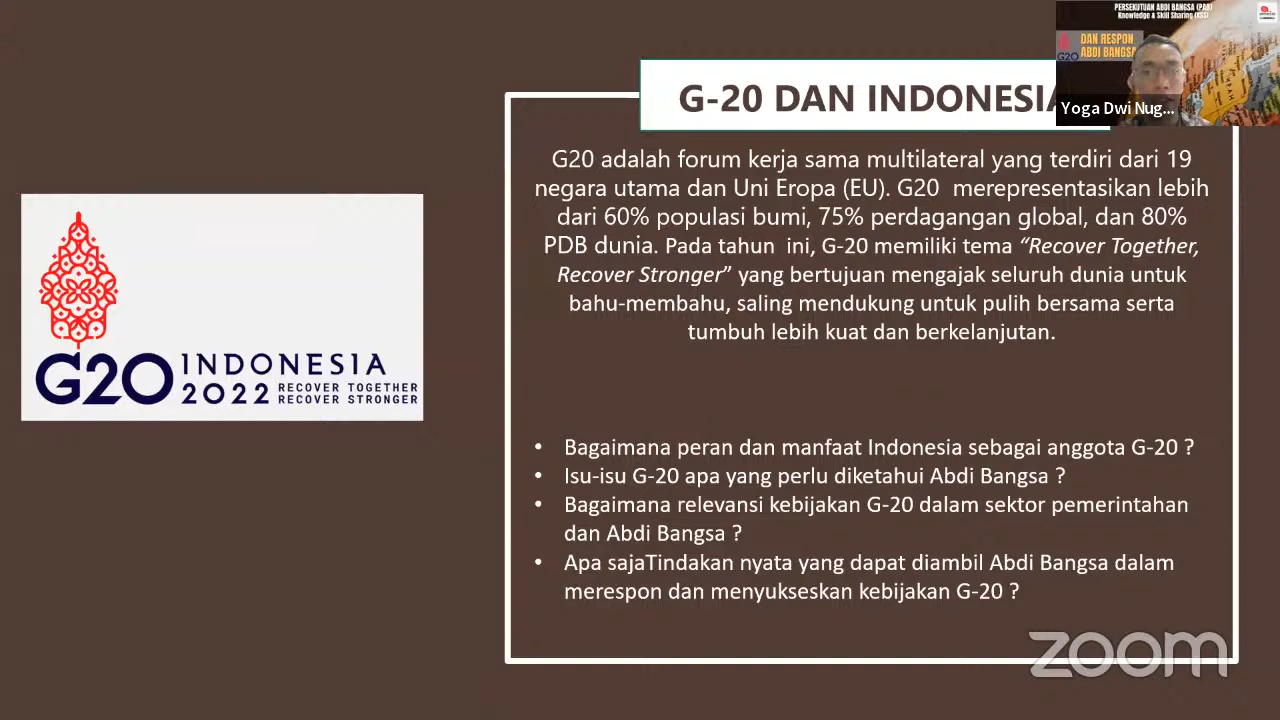 PERSEKUTUAN ABDI BANGSA (PAB)
Knowledge & Skill Sharing (KSS)
DAN RESPON
ABDI BANGSA
G20
Yoga Dwi Nug...
G-20 DAN INDONESIA
G20 adalah forum kerja sama multilateral yang terdiri dari 19
negara utama dan Uni Eropa (EU). G20 merepresentasikan lebih
dari 60% populasi bumi, 75% perdagangan global, dan 80%
PDB dunia. Pada tahun ini, G-20 memiliki tema “Recover Together,
Recover Stronger” yang bertujuan mengajak seluruh dunia untuk
bahu-membahu, saling mendukung untuk pulih bersama serta
tumbuh lebih kuat dan berkelanjutan.
G20 INDONESIA
2022 RECOVER TOGETHER
RECOVER STRONGER
• Bagaimana peran dan manfaat Indonesia sebagai anggota G-20 ?
• Isu-isu G-20 apa yang perlu diketahui Abdi Bangsa ?
• Bagaimana relevansi kebijakan G-20 dalam sektor pemerintahan
dan Abdi Bangsa ?
• Apa sajaTindakan nyata yang dapat diambil Abdi Bangsa dalam
merespon dan menyukseskan kebijakan G-20 ?
zoom